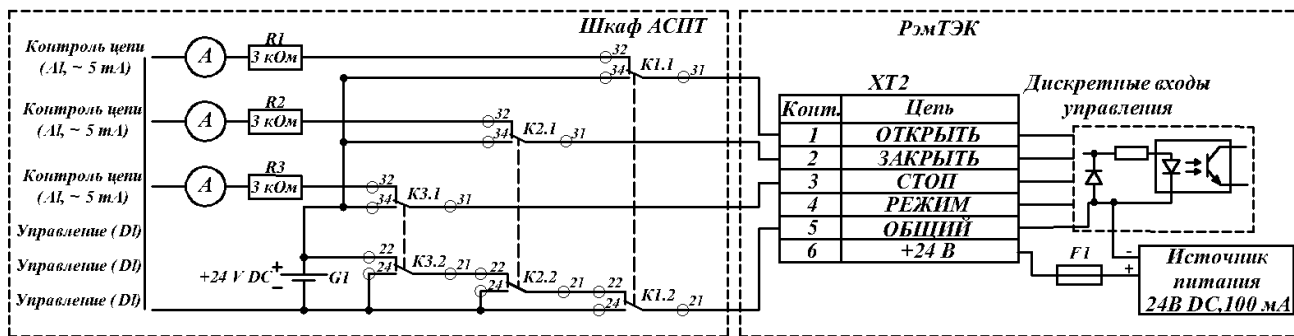 Шкаф АСПТ
РэмТЭК
Контроль цепи
(AI, ~ 5 mA)
A
R1
3 кОм
32
34
K1.1
31
Контроль цепи
(AI, ~ 5 mA)
A
R2
3 кОм
32
34
K2.1
31
Контроль цепи
(AI, ~ 5 mA)
A
R3
3 кОм
32
34
K3.1
31
Управление (DI)
Управление (DI)
Управление (DI)
+24 V DC
+
-
G1
22
24
K3.2
21
22
24
K2.2
21
22
24
K1.2
21
XT2
Конт.
Цепь
1
ОТКРЫТЬ
2
ЗАКРЫТЬ
3
СТОП
4
РЕЖИМ
5
ОБЩИЙ
6
+24 В
Дискретные входы
управления
F1
-
+
Источник
питания
24В DC,100 мА